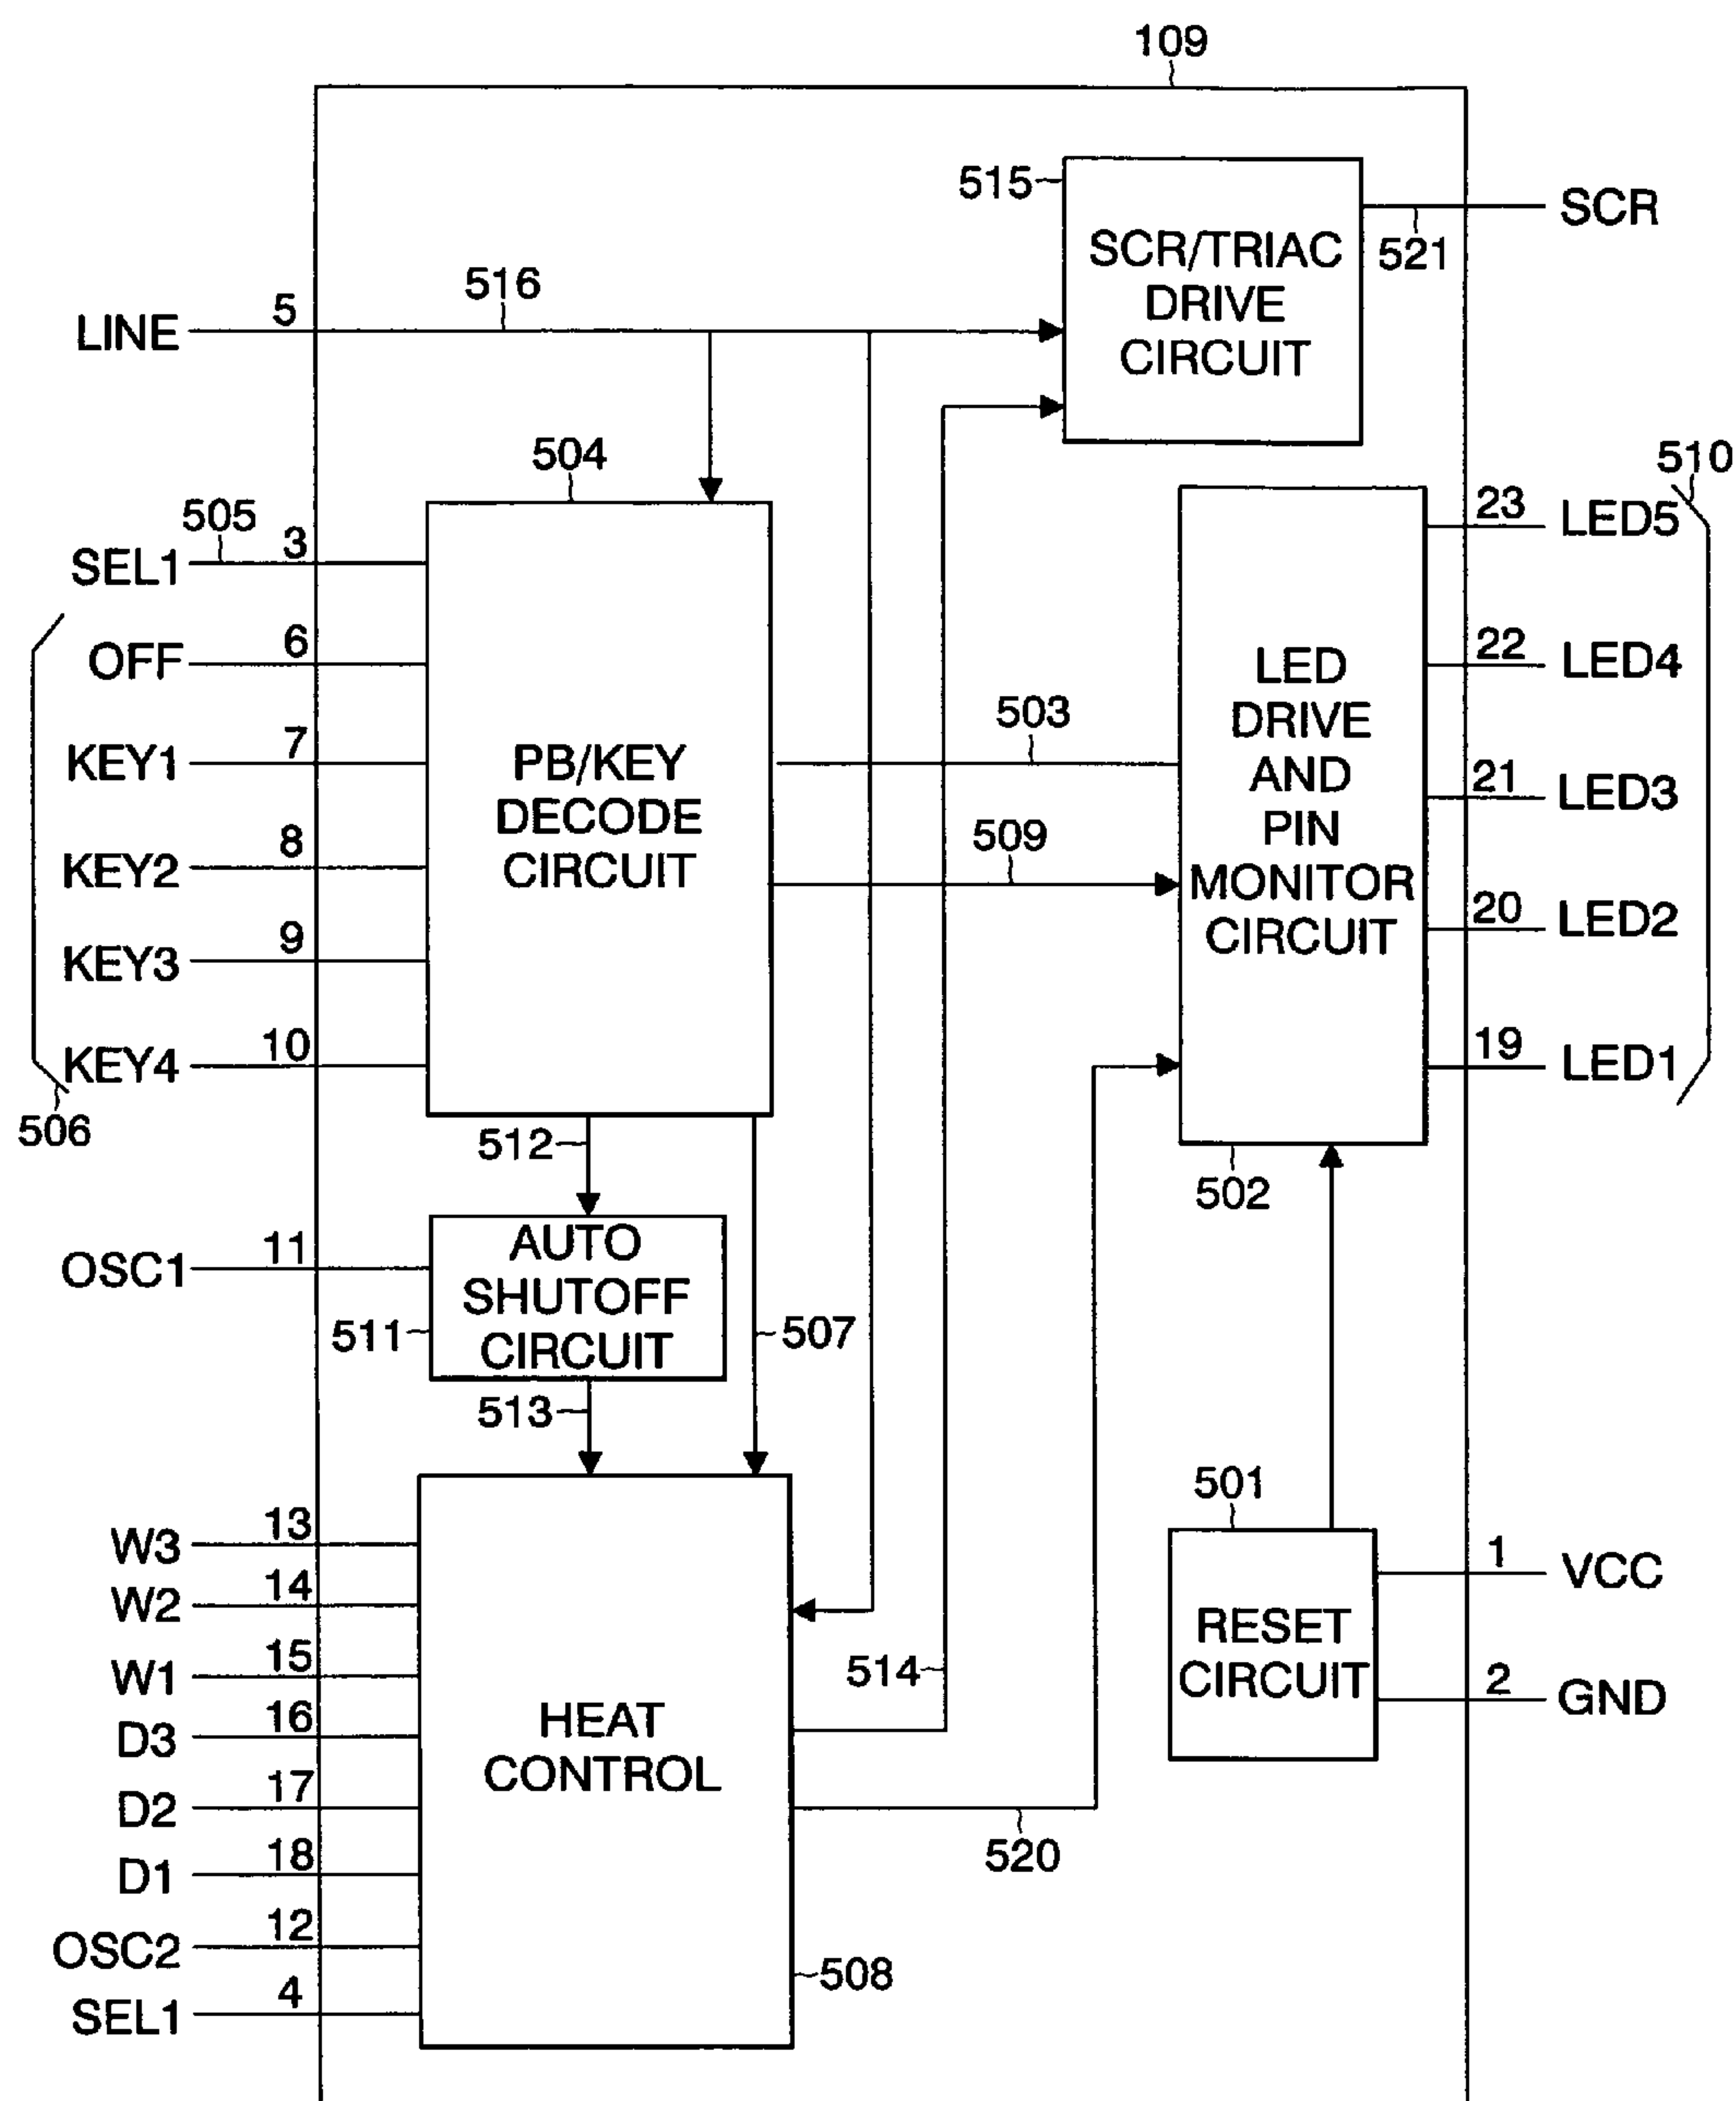 109
515
SCR/TRIAC
DRIVE
CIRCUIT
SCR
521
LINE
5
516
504
505
SEL1
3
OFF
6
KEY1
7
KEY2
8
KEY3
9
KEY4
10
506
PB/KEY
DECODE
CIRCUIT
503
509
510
LED
DRIVE
AND
PIN
MONITOR
CIRCUIT
23
LED5
22
LED4
21
LED3
20
LED2
19
LED1
502
512
OSC1
11
AUTO
SHUTOFF
CIRCUIT
511
507
513
501
RESET
CIRCUIT
1
VCC
2
GND
W3
13
W2
14
W1
15
D3
16
D2
17
D1
18
OSC2
12
SEL1
4
HEAT
CONTROL
514
520
508